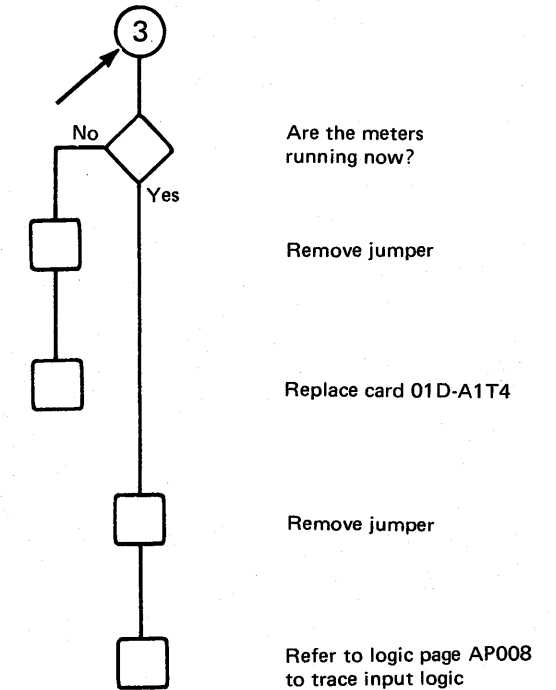 3
No
Are the meters
running now?
Yes
Remove jumper
Replace card 01D-A1T4
Remove jumper
Refer to logic page AP008
to trace input logic